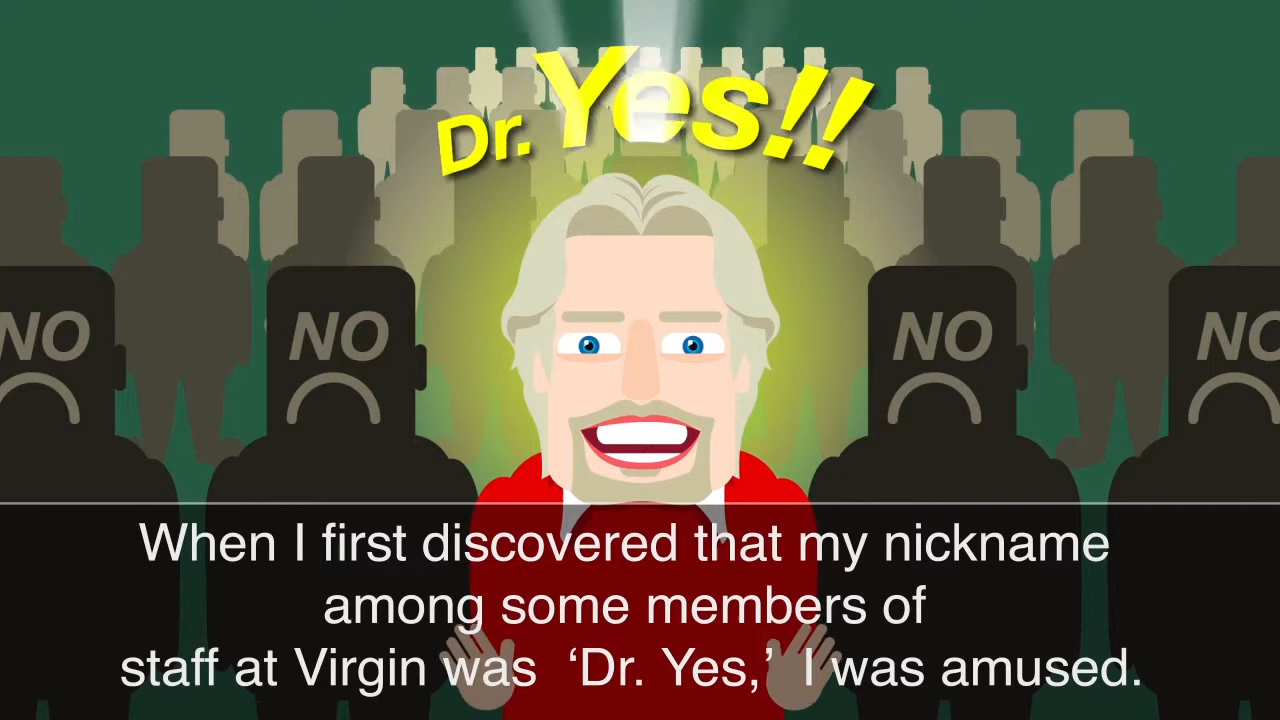 Dr. Yes!!
NO NO NO NO
When I first discovered that my nickname
among some members of
staff at Virgin was ‘Dr. Yes,’ I was amused.